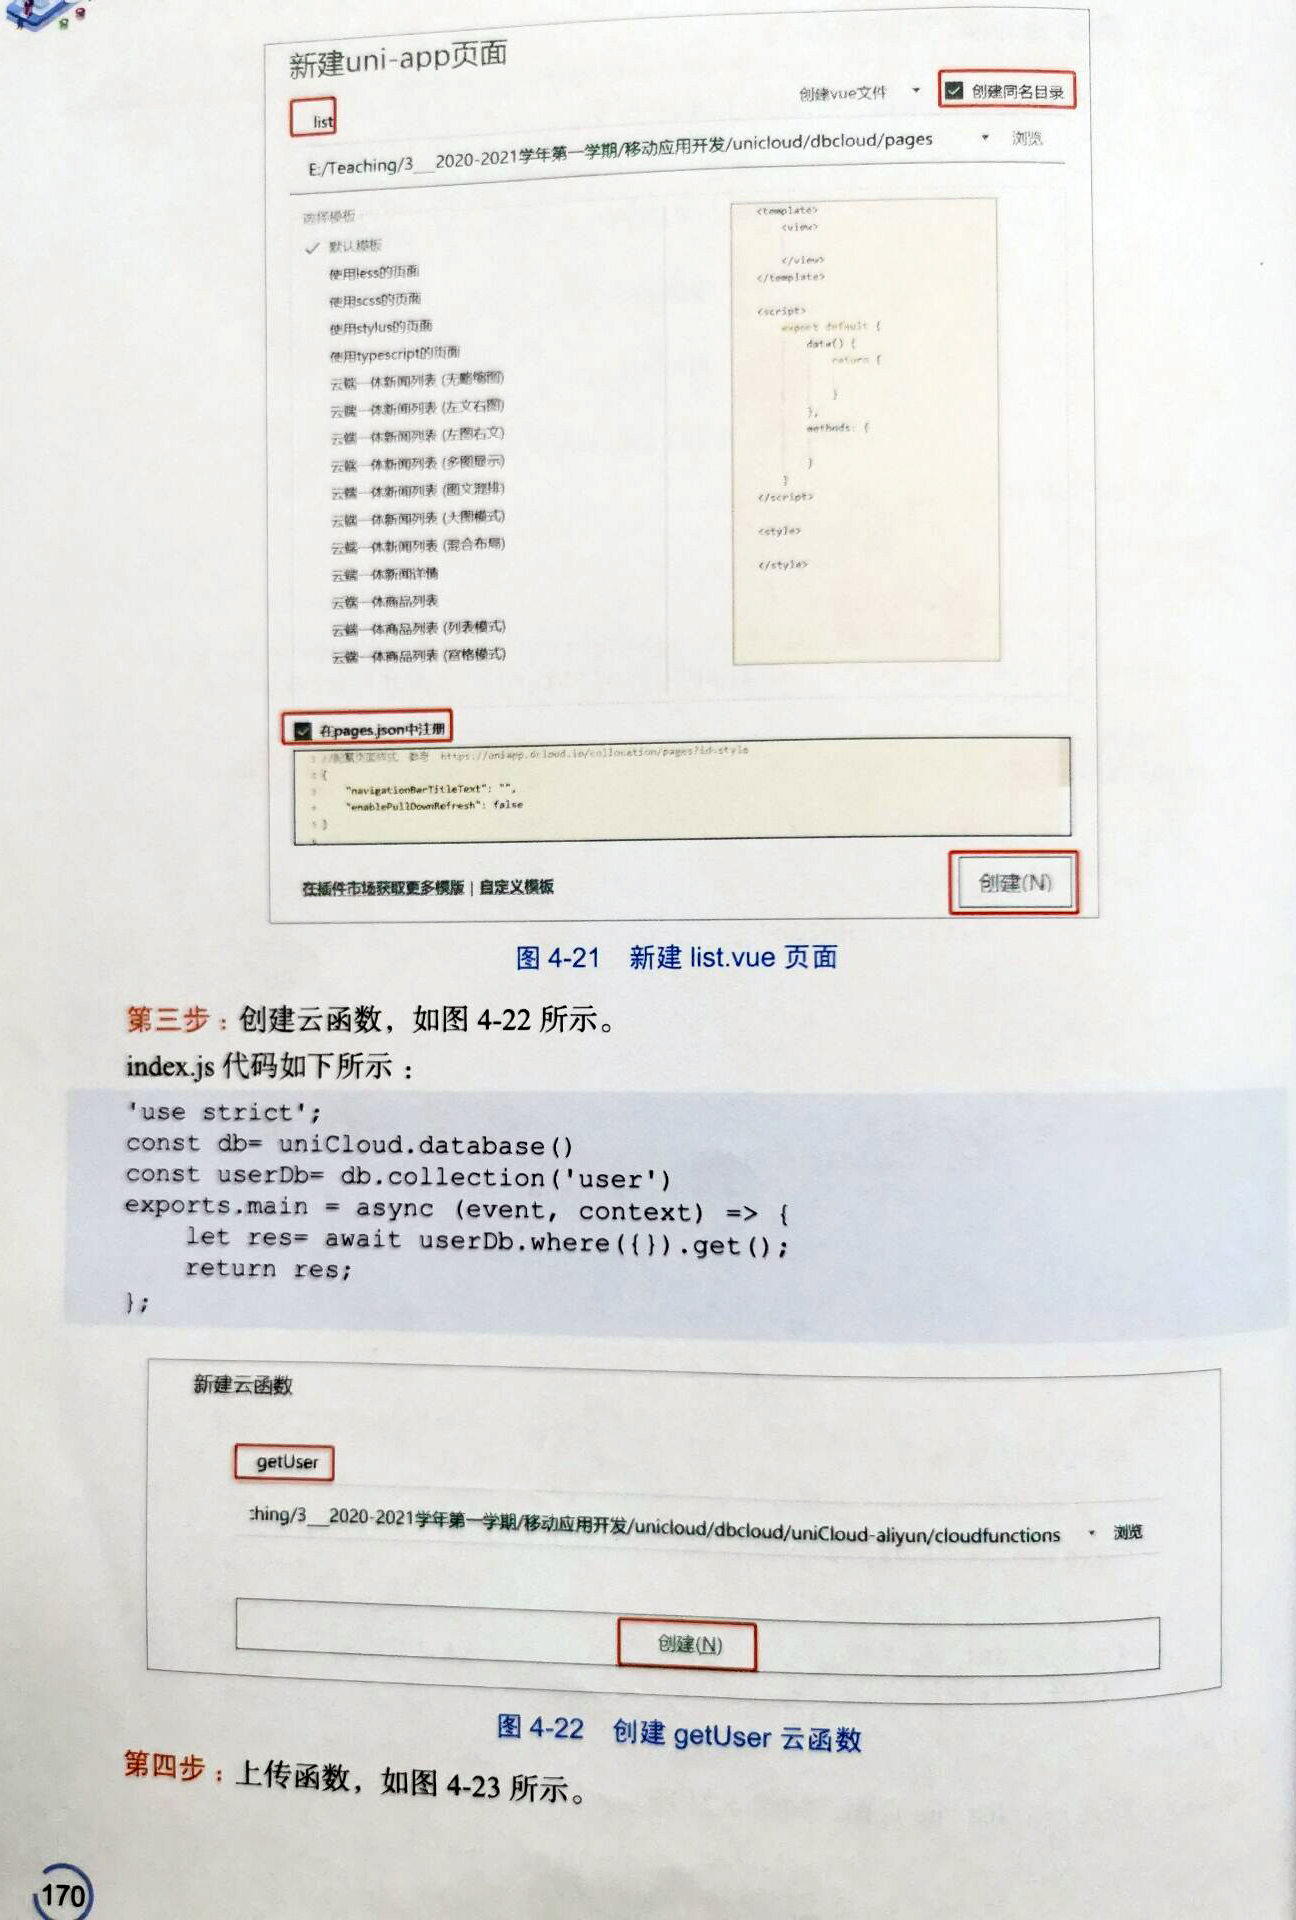 新建uni-app页面
创建vue文件
创建同名目录
list
E:/Teaching/3__2020-2021学年第一学期/移动应用开发/unicloud/dbcloud/pages
浏览
选择模板
默认模板
使用less的页面
使用scss的页面
使用stylus的页面
使用typescript的页面
云端一体新闻列表 (无略缩图)
云端一体新闻列表 (左文右图)
云端一体新闻列表 (左图右文)
云端一体新闻列表 (多图显示)
云端一体新闻列表 (图文混排)
云端一体新闻列表 (大图模式)
云端一体新闻列表 (混合布局)
云端一体新闻详情
云端一体商品列表
云端一体商品列表 (列表模式)
云端一体商品列表 (宫格模式)
<template>
<view>
</view>
</template>
<script>
export default {
data() {
return {
}
},
methods: {
}
}
</script>
<style>
</style>
在pages.json中注册
1 //配置页面样式 参考 https://uniapp.dcloud.io/collocation/pages?id=style
2 {
3 "navigationBarTitleText": "",
4 "enablePullDownRefresh": false
5 }
6
在插件市场获取更多模版 | 自定义模板
创建(N)
图 4-21 新建 list.vue 页面
第三步：创建云函数，如图 4-22 所示。
index.js 代码如下所示：
'use strict';
const db= uniCloud.database()
const userDb= db.collection('user')
exports.main = async (event, context) => {
let res= await userDb.where({}).get();
return res;
};
新建云函数
getUser
:hing/3__2020-2021学年第一学期/移动应用开发/unicloud/dbcloud/uniCloud-aliyun/cloudfunctions
浏览
创建(N)
图 4-22 创建 getUser 云函数
第四步：上传函数，如图 4-23 所示。
170